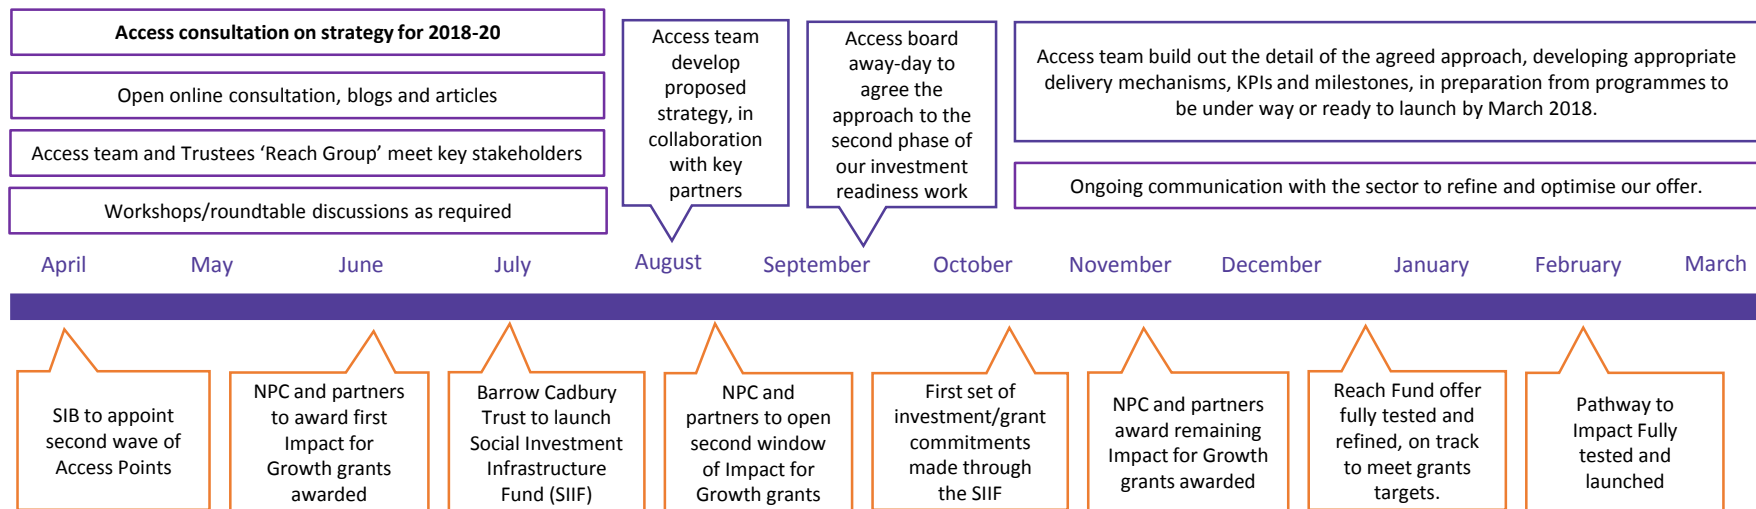 Access consultation on strategy for 2018-20
Open online consultation, blogs and articles
Access team and Trustees ‘Reach Group’ meet key stakeholders
Workshops/roundtable discussions as required
Access team
develop
proposed
strategy, in
collaboration
with key
partners
Access board
away-day to
agree the
approach to the
second phase of
our investment
readiness work
Access team build out the detail of the agreed approach, developing appropriate
delivery mechanisms, KPIs and milestones, in preparation from programmes to
be under way or ready to launch by March 2018.
Ongoing communication with the sector to refine and optimise our offer.
April May June July August September October November December January February March
SIB to appoint
second wave of
Access Points
NPC and partners
to award first
Impact for
Growth grants
awarded
Barrow Cadbury
Trust to launch
Social Investment
Infrastructure
Fund (SIIF)
NPC and
partners to open
second window
of Impact for
Growth grants
First set of
investment/grant
commitments
made through
the SIIF
NPC and partners
award remaining
Impact for Growth
grants awarded
Reach Fund offer
fully tested and
refined, on track
to meet grants
targets.
Pathway to
Impact Fully
tested and
launched